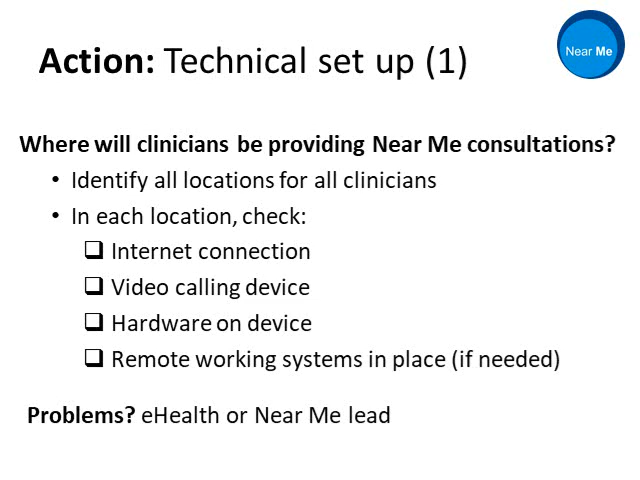 Action: Technical set up (1)
Near Me
Where will clinicians be providing Near Me consultations?
• Identify all locations for all clinicians
• In each location, check:
❑ Internet connection
❑ Video calling device
❑ Hardware on device
❑ Remote working systems in place (if needed)
Problems? eHealth or Near Me lead